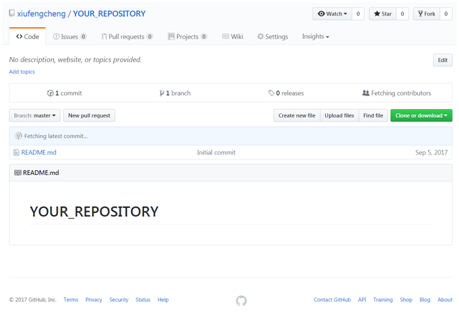 xiufengcheng / YOUR_REPOSITORY
Watch 0 Star 0 Fork 0
Code Issues 0 Pull requests 0 Projects 0 Wiki Settings Insights
No description, website, or topics provided. Edit
Add topics
1 commit 1 branch 0 releases Fetching contributors
Branch: master New pull request Create new file Upload files Find file Clone or download
Fetching latest commit...
README.md Initial commit Sep 5, 2017
README.md
YOUR_REPOSITORY
© 2017 GitHub, Inc. Terms Privacy Security Status Help Contact GitHub API Training Shop Blog About